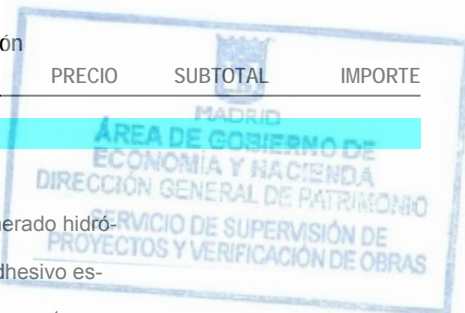 ón
PRECIO SUBTOTAL IMPORTE
MADRID
ÁREA DE GOBIERNO DE
ECONOMÍA Y HACIENDA
DIRECCIÓN GENERAL DE PATRIMONIO
erado hidró-
SERVICIO DE SUPERVISIÓN DE
PROYECTOS Y VERIFICACIÓN DE OBRAS
dhesivo es-